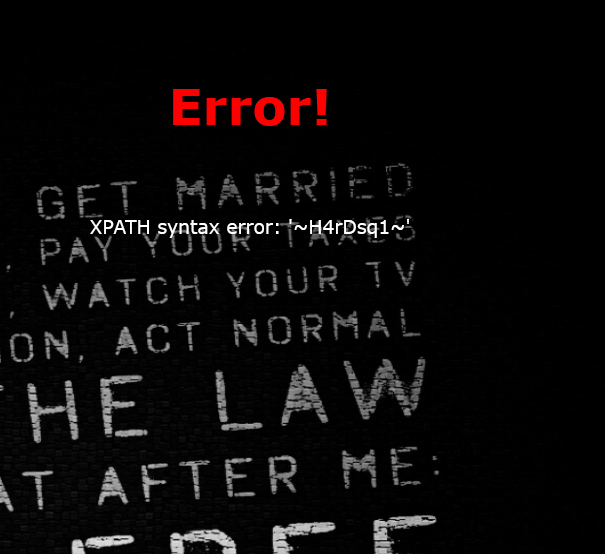 Error!
GET MARRIED
XPATH syntax error: '~H4rDsq1~'
, PAY YOUR TAXES
, WATCH YOUR TV
ON, ACT NORMAL
THE LAW
AT AFTER ME:
FREE